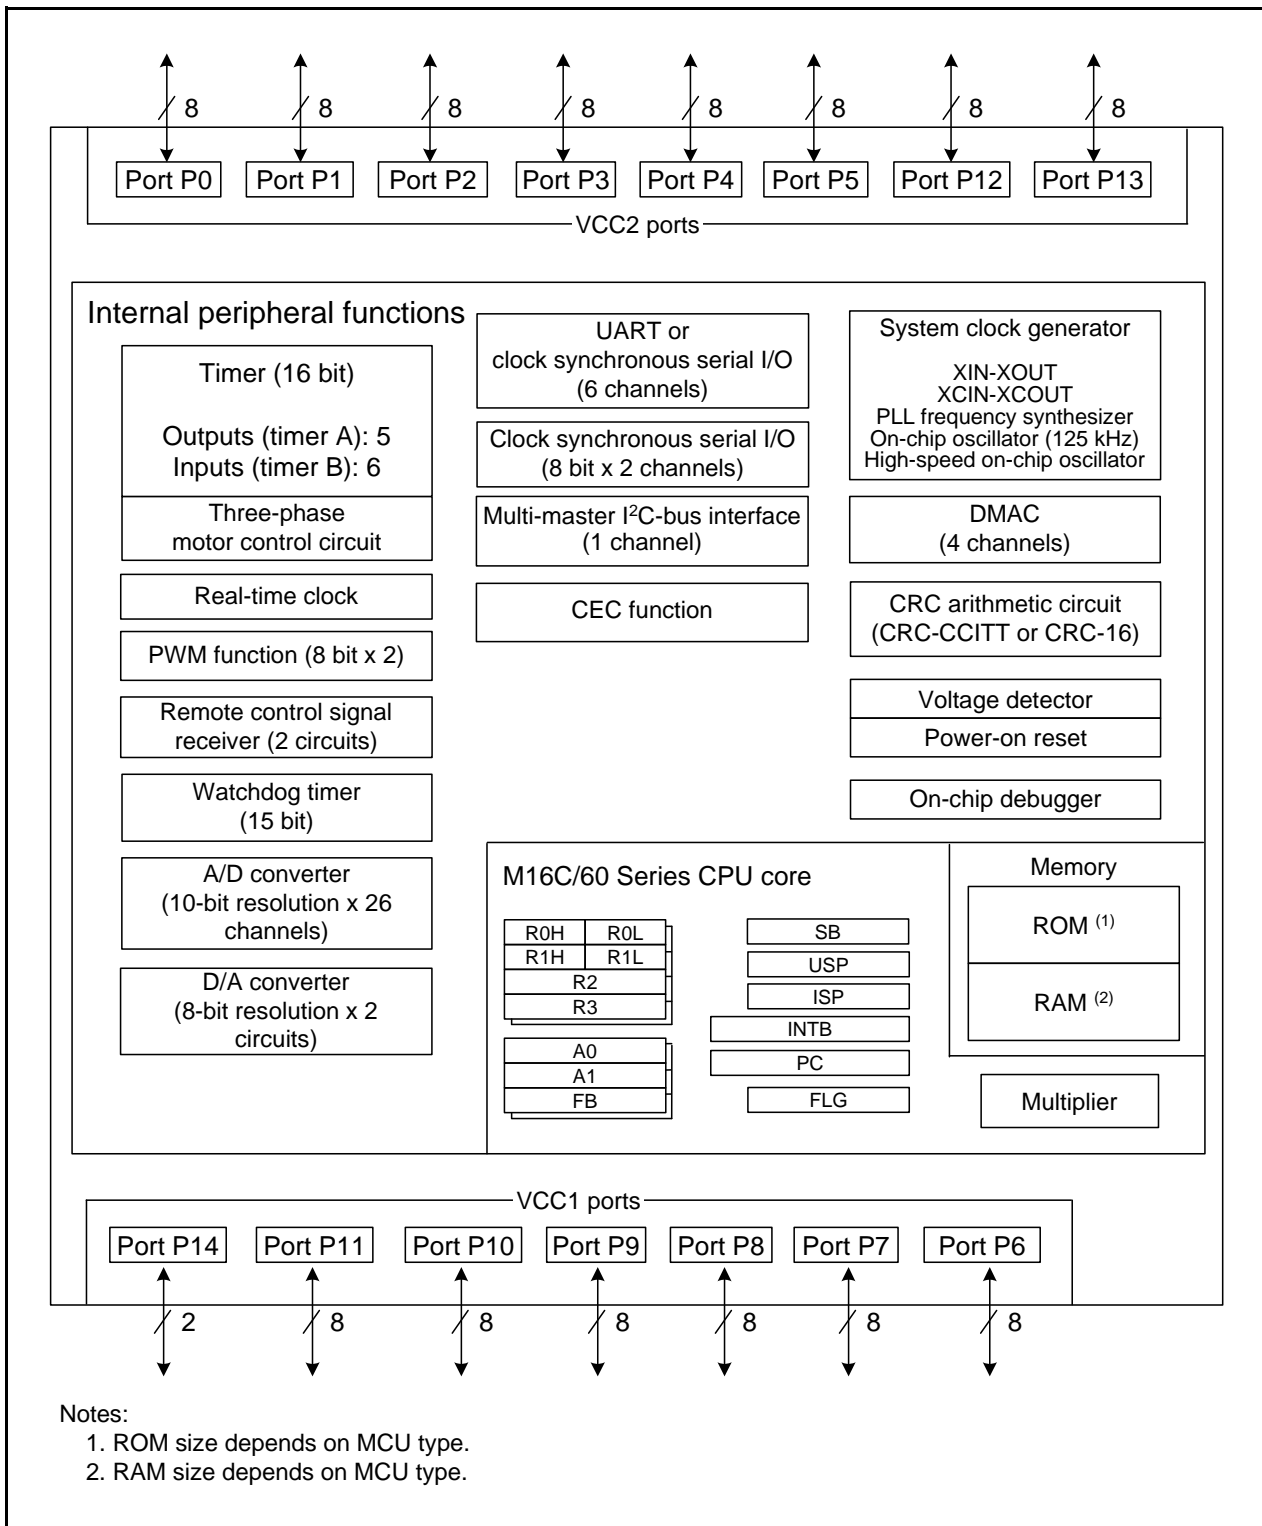 8 8 8 8 8 8 8 8
Port P0 Port P1 Port P2 Port P3 Port P4 Port P5 Port P12 Port P13
VCC2 ports
Internal peripheral functions
Timer (16 bit)
Outputs (timer A): 5
Inputs (timer B): 6
Three-phase
motor control circuit
Real-time clock
PWM function (8 bit x 2)
Remote control signal
receiver (2 circuits)
Watchdog timer
(15 bit)
A/D converter
(10-bit resolution x 26
channels)
D/A converter
(8-bit resolution x 2
circuits)
UART or
clock synchronous serial I/O
(6 channels)
Clock synchronous serial I/O
(8 bit x 2 channels)
Multi-master I²C-bus interface
(1 channel)
CEC function
System clock generator
XIN-XOUT
XCIN-XCOUT
PLL frequency synthesizer
On-chip oscillator (125 kHz)
High-speed on-chip oscillator
DMAC
(4 channels)
CRC arithmetic circuit
(CRC-CCITT or CRC-16)
Voltage detector
Power-on reset
On-chip debugger
M16C/60 Series CPU core
R0H R0L
R1H R1L
R2
R3
A0
A1
FB
SB
USP
ISP
INTB
PC
FLG
Memory
ROM (1)
RAM (2)
Multiplier
VCC1 ports
Port P14 Port P11 Port P10 Port P9 Port P8 Port P7 Port P6
2 8 8 8 8 8 8
Notes:
1. ROM size depends on MCU type.
2. RAM size depends on MCU type.